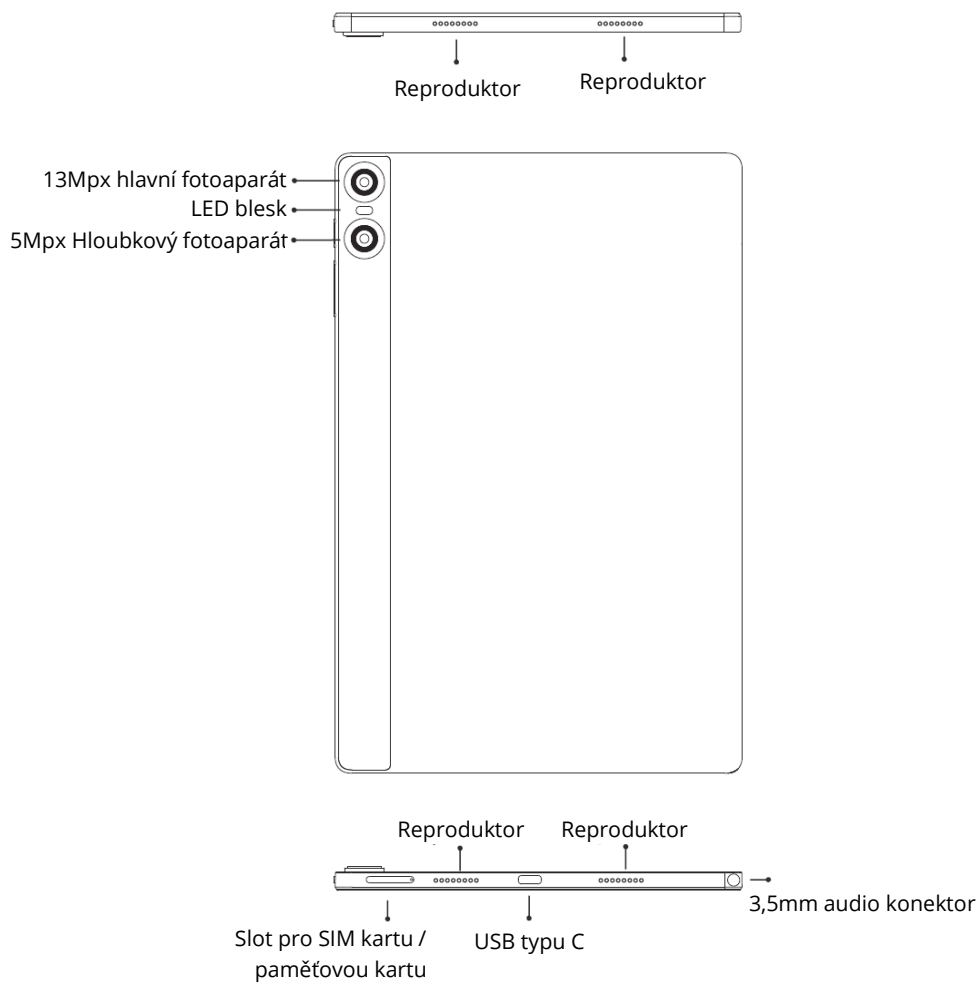 Reproduktor
Reproduktor
13Mpx hlavní fotoaparát
LED blesk
5Mpx Hloubkový fotoaparát
Reproduktor
Reproduktor
3,5mm audio konektor
Slot pro SIM kartu /
paměťovou kartu
USB typu C